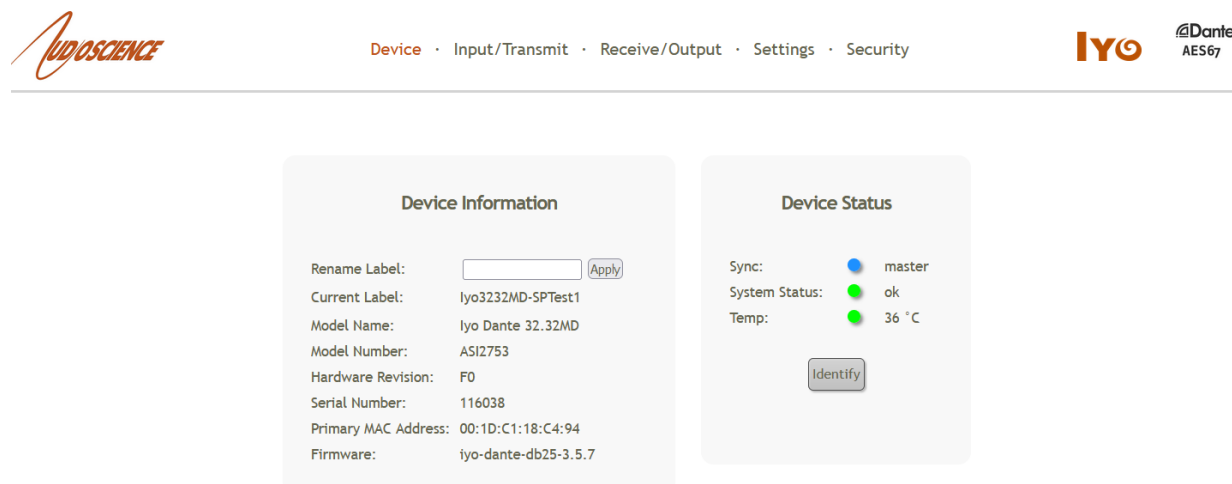 AUDIOSCIENCE
Device · Input/Transmit · Receive/Output · Settings · Security
IYO
Dante
AES67
Device Information
Rename Label: Apply
Current Label: Iyo3232MD-SPTest1
Model Name: Iyo Dante 32.32MD
Model Number: ASI2753
Hardware Revision: F0
Serial Number: 116038
Primary MAC Address: 00:1D:C1:18:C4:94
Firmware: iyo-dante-db25-3.5.7
Device Status
Sync: master
System Status: ok
Temp: 36 °C
Identify